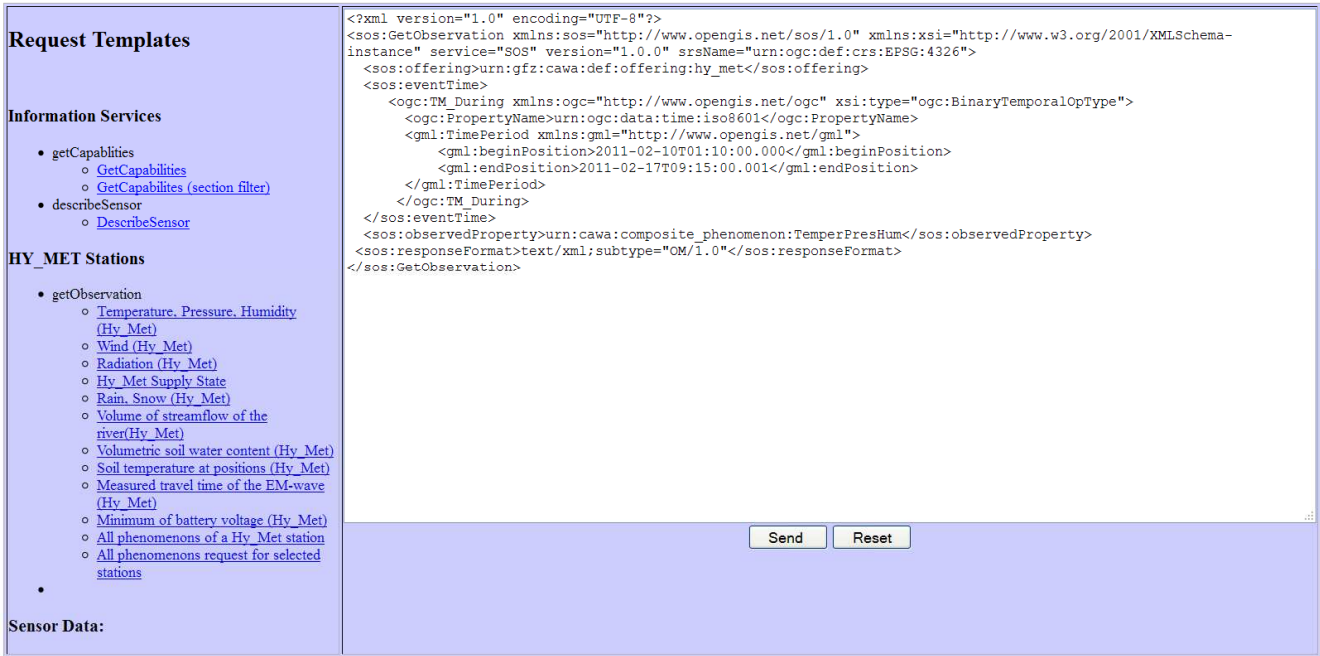 Request Templates
Information Services
getCapablities
GetCapabilities
GetCapabilites (section filter)
describeSensor
DescribeSensor
HY_MET Stations
getObservation
Temperature, Pressure, Humidity
(Hy_Met)
Wind (Hy_Met)
Radiation (Hy_Met)
Hy_Met Supply State
Rain, Snow (Hy_Met)
Volume of streamflow of the
river(Hy_Met)
Volumetric soil water content (Hy_Met)
Soil temperature at positions (Hy_Met)
Measured travel time of the EM-wave
(Hy_Met)
Minimum of battery voltage (Hy_Met)
All phenomenons of a Hy_Met station
All phenomenons request for selected
stations
Sensor Data:
<?xml version="1.0" encoding="UTF-8"?>
<sos:GetObservation xmlns:sos="http://www.opengis.net/sos/1.0" xmlns:xsi="http://www.w3.org/2001/XMLSchema-
instance" service="SOS" version="1.0.0" srsName="urn:ogc:def:crs:EPSG:4326">
<sos:offering>urn:gfz:cawa:def:offering:hy_met</sos:offering>
<sos:eventTime>
<ogc:TM_During xmlns:ogc="http://www.opengis.net/ogc" xsi:type="ogc:BinaryTemporalOpType">
<ogc:PropertyName>urn:ogc:data:time:iso8601</ogc:PropertyName>
<gml:TimePeriod xmlns:gml="http://www.opengis.net/gml">
<gml:beginPosition>2011-02-10T01:10:00.000</gml:beginPosition>
<gml:endPosition>2011-02-17T09:15:00.001</gml:endPosition>
</gml:TimePeriod>
</ogc:TM_During>
</sos:eventTime>
<sos:observedProperty>urn:cawa:composite_phenomenon:TemperPresHum</sos:observedProperty>
<sos:responseFormat>text/xml;subtype="OM/1.0"</sos:responseFormat>
</sos:GetObservation>
Send Reset